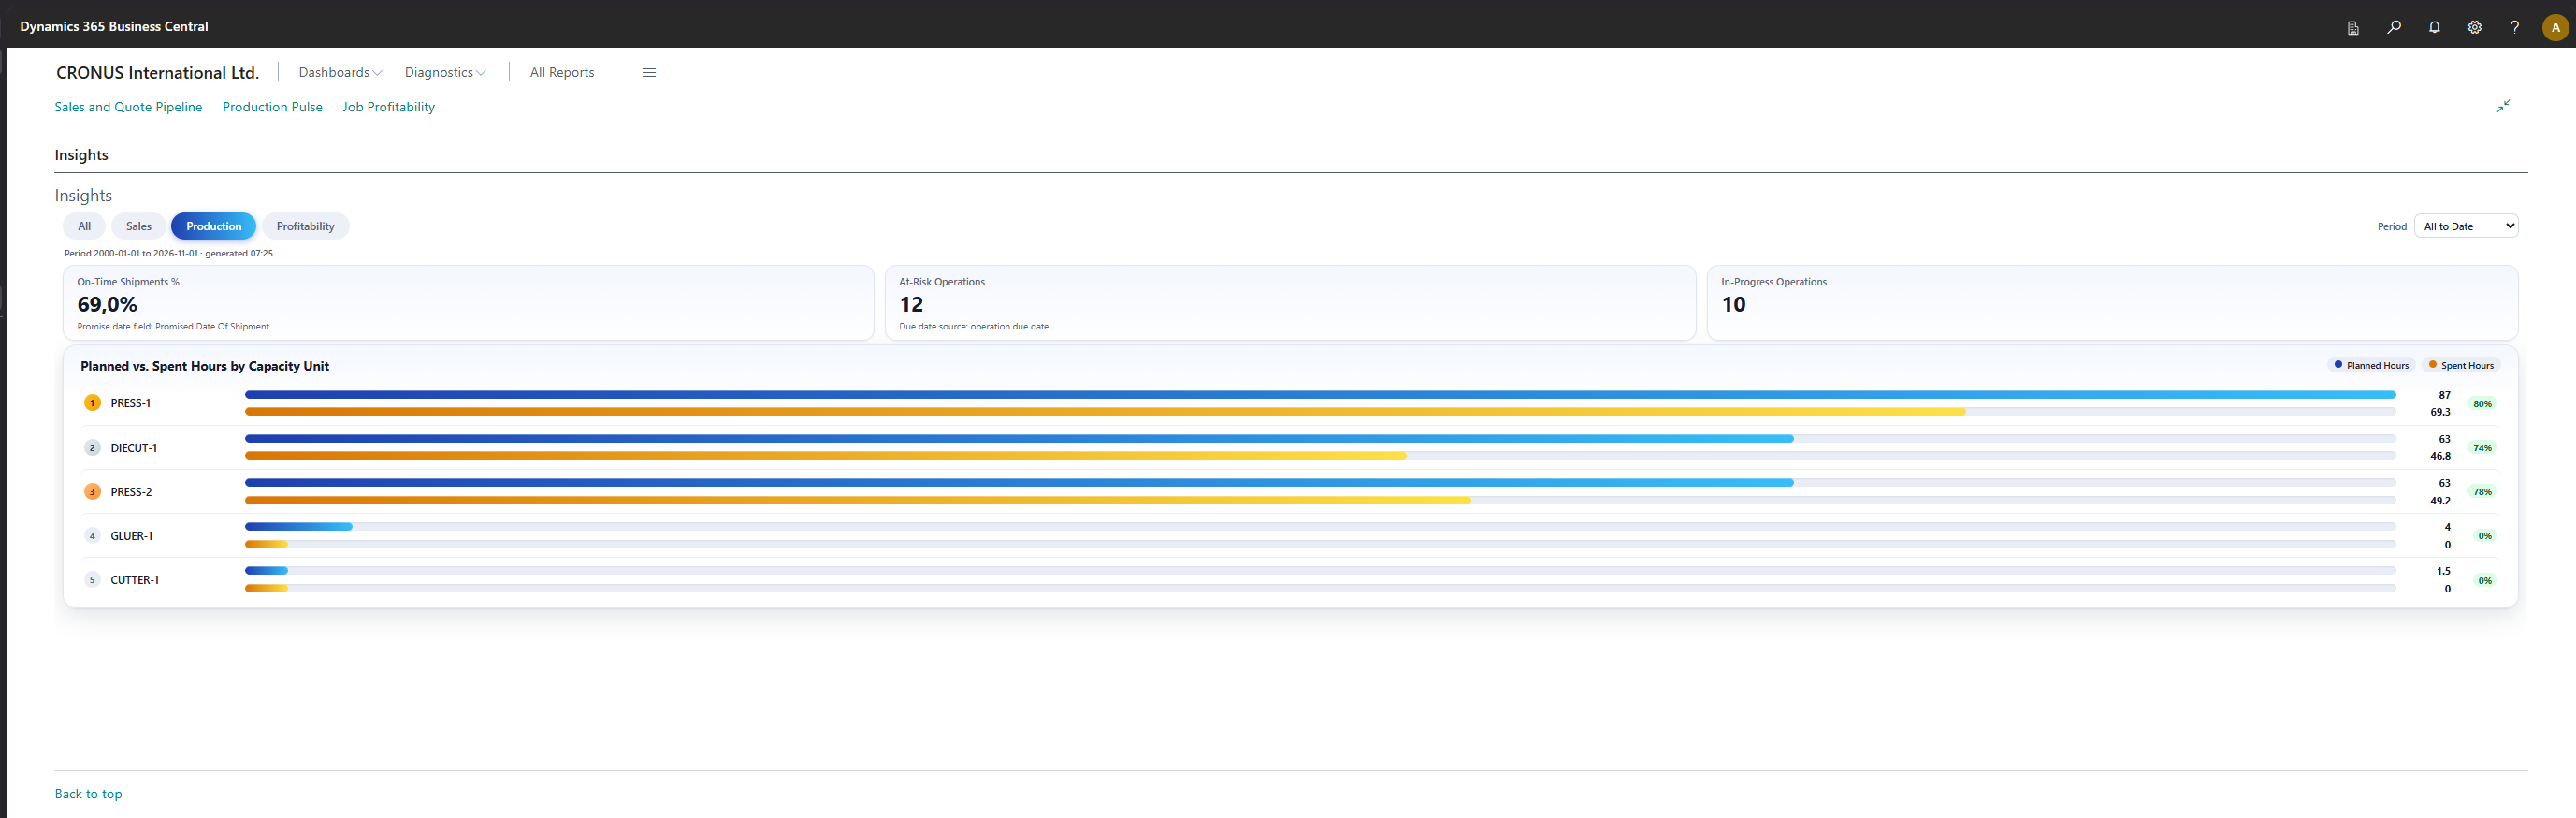 Dynamics 365 Business Central
A
CRONUS International Ltd.
Dashboards
Diagnostics
All Reports
Sales and Quote Pipeline
Production Pulse
Job Profitability
Insights
Insights
All
Sales
Production
Profitability
Period
All to Date
Period 2000-01-01 to 2026-11-01 · generated 07:25
On-Time Shipments %
69,0%
Promise date field: Promised Date Of Shipment.
At-Risk Operations
12
Due date source: operation due date.
In-Progress Operations
10
Planned vs. Spent Hours by Capacity Unit
Planned Hours
Spent Hours
1
PRESS-1
87
69.3
80%
2
DIECUT-1
63
46.8
74%
3
PRESS-2
63
49.2
78%
4
GLUER-1
4
0
0%
5
CUTTER-1
1.5
0
0%
Back to top